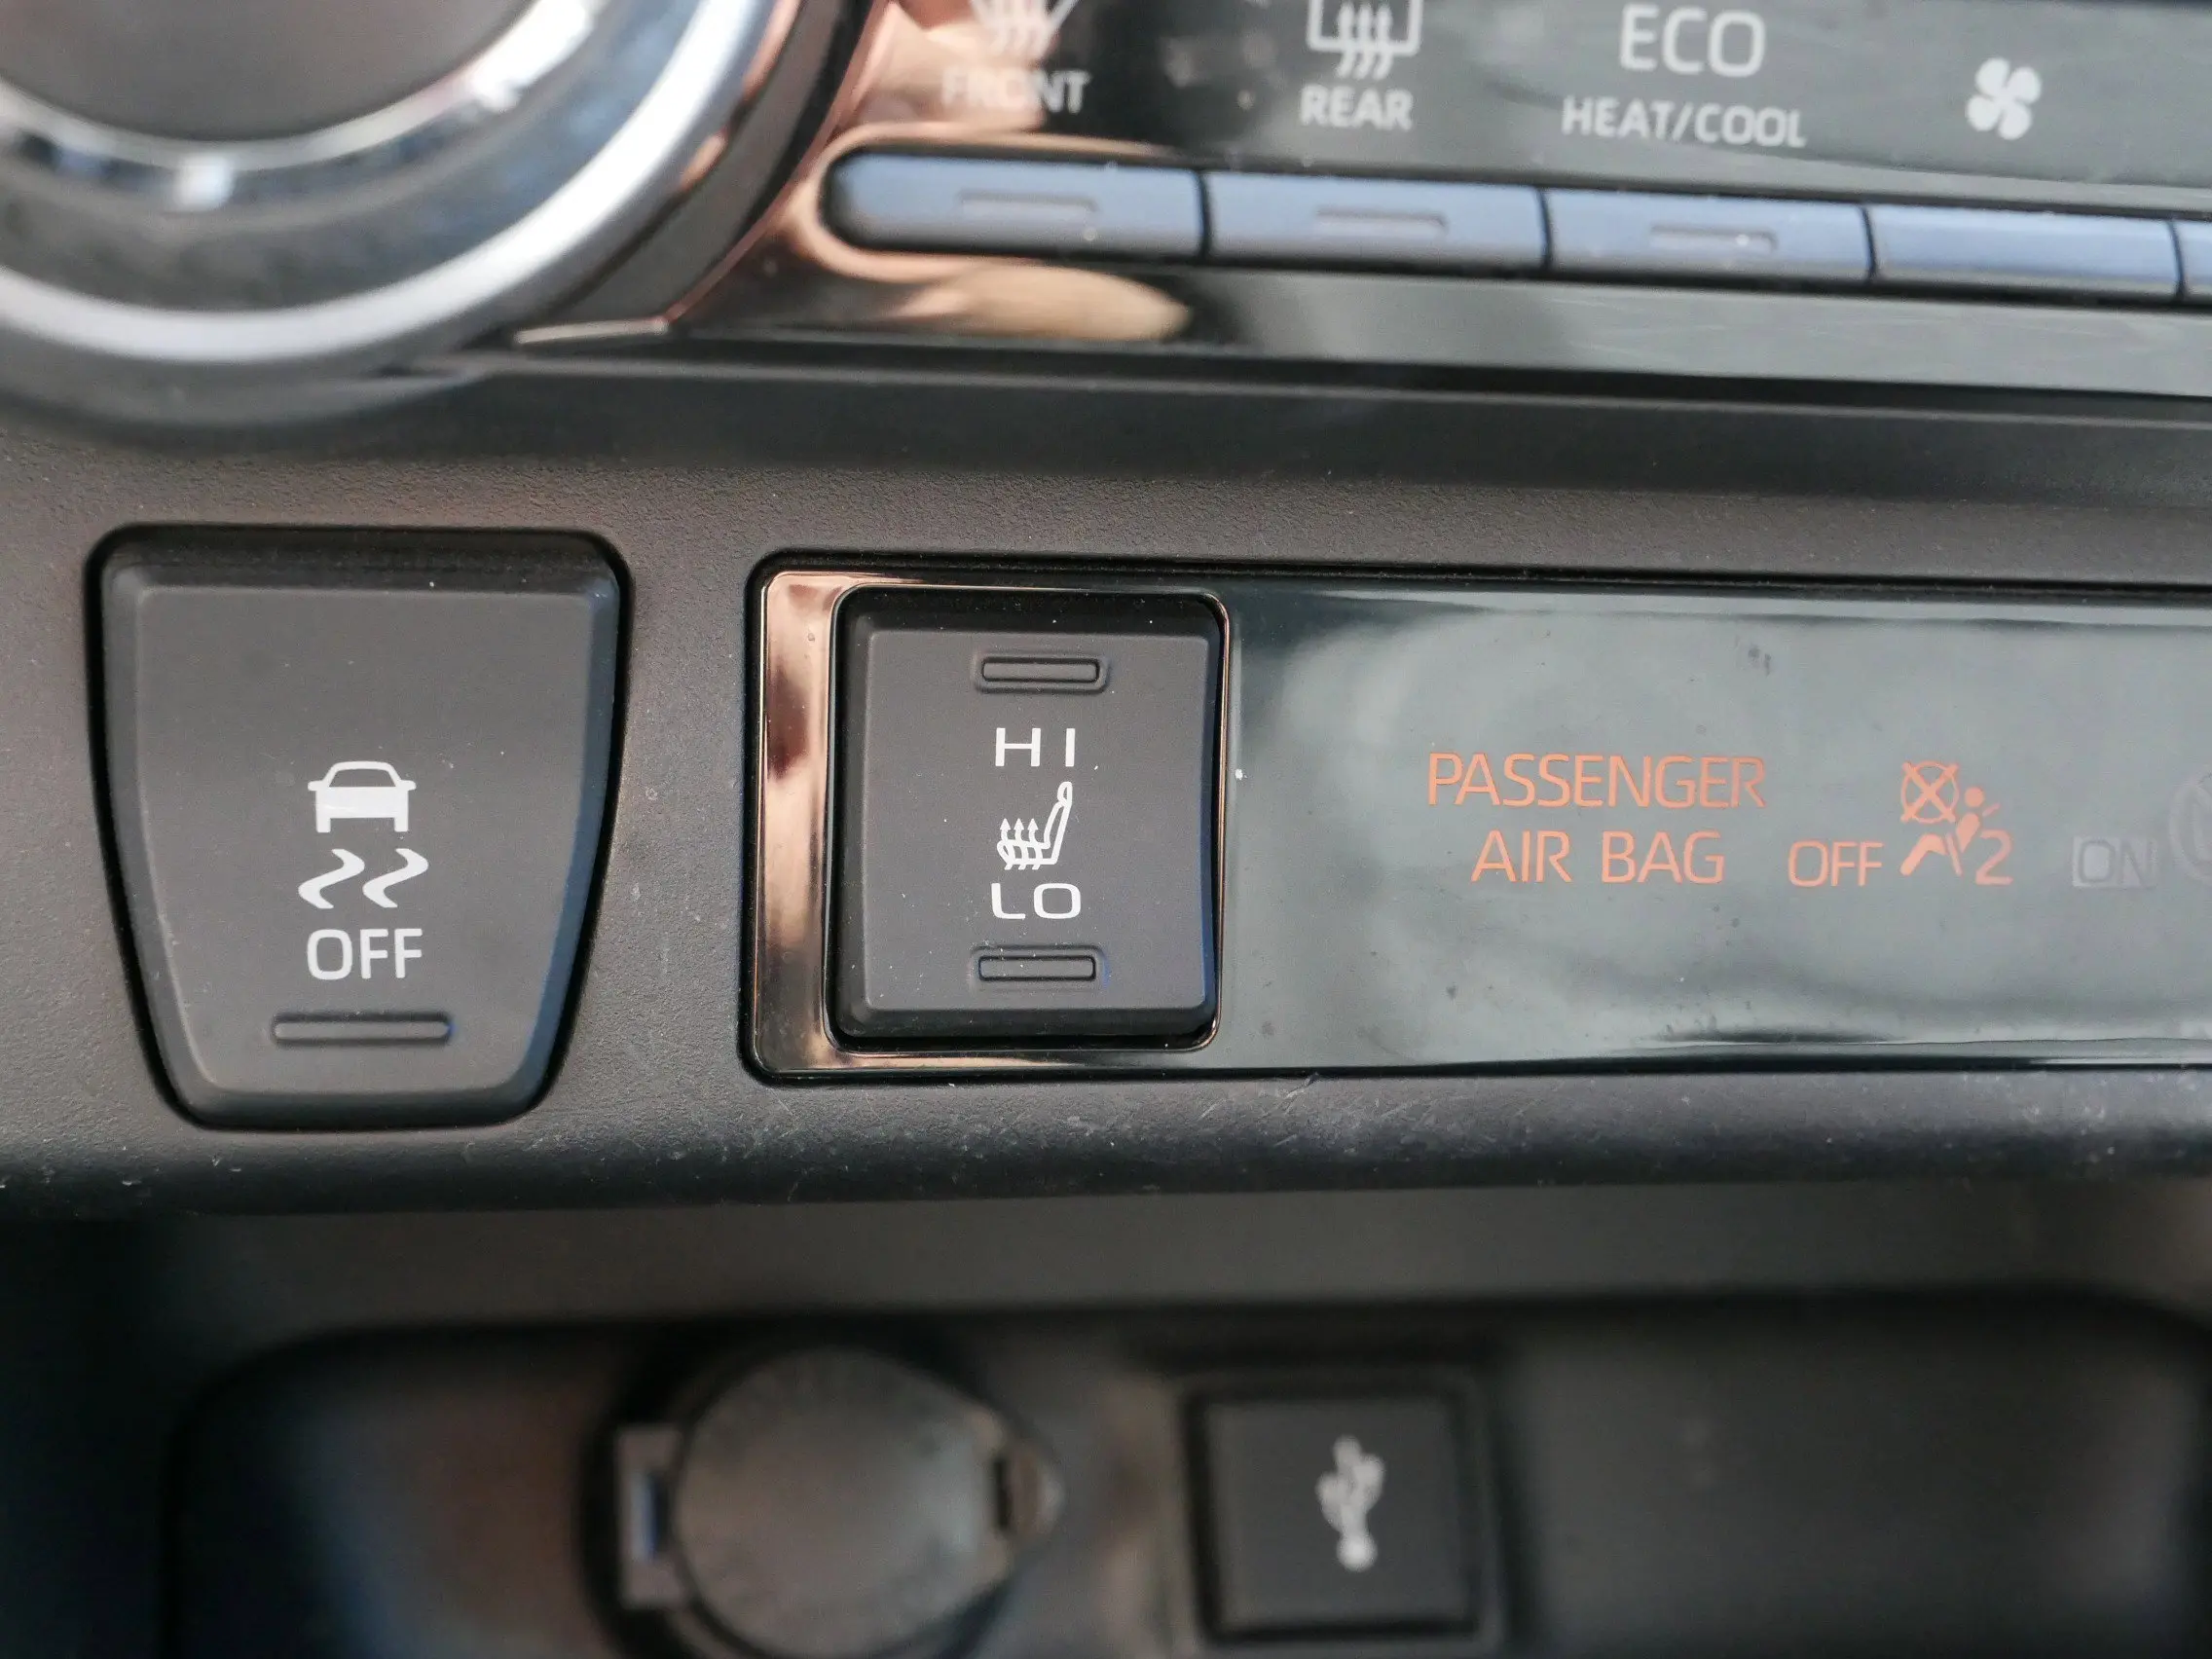 FRONT
REAR
ECO
HEAT/COOL
OFF
HI
LO
PASSENGER
AIR BAG OFF 2 ON